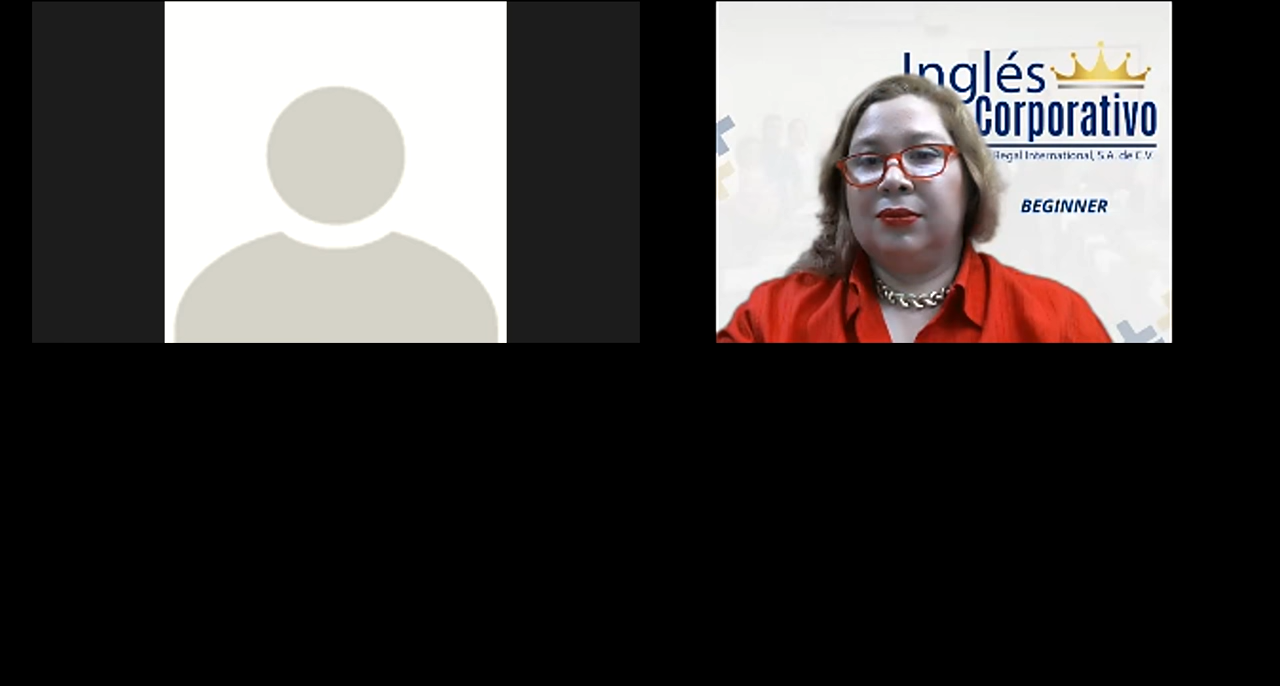 Inglés
Corporativo
Regal International, S.A. de C.V.
BEGINNER